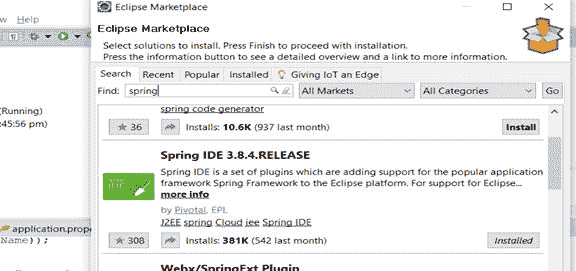 w Help
Eclipse Marketplace
Eclipse Marketplace
Select solutions to install. Press Finish to proceed with installation.
Press the information button to see a detailed overview and a link to more information.
Search Recent Popular Installed Giving IoT an Edge
Find: spring All Markets All Categories Go
(Running)
:45:56 pm)
spring code generator
36 Installs: 10.6K (937 last month) Install
Spring IDE 3.8.4.RELEASE
Spring IDE is a set of plugins which are adding support for the popular application
framework Spring Framework to the Eclipse platform. For support for Eclipse...
more info
by Pivotal, EPL
J2EE spring Cloud jee Spring IDE
application.prope
Name));
308 Installs: 381K (542 last month) Installed
Webx/SpringExt Plugin